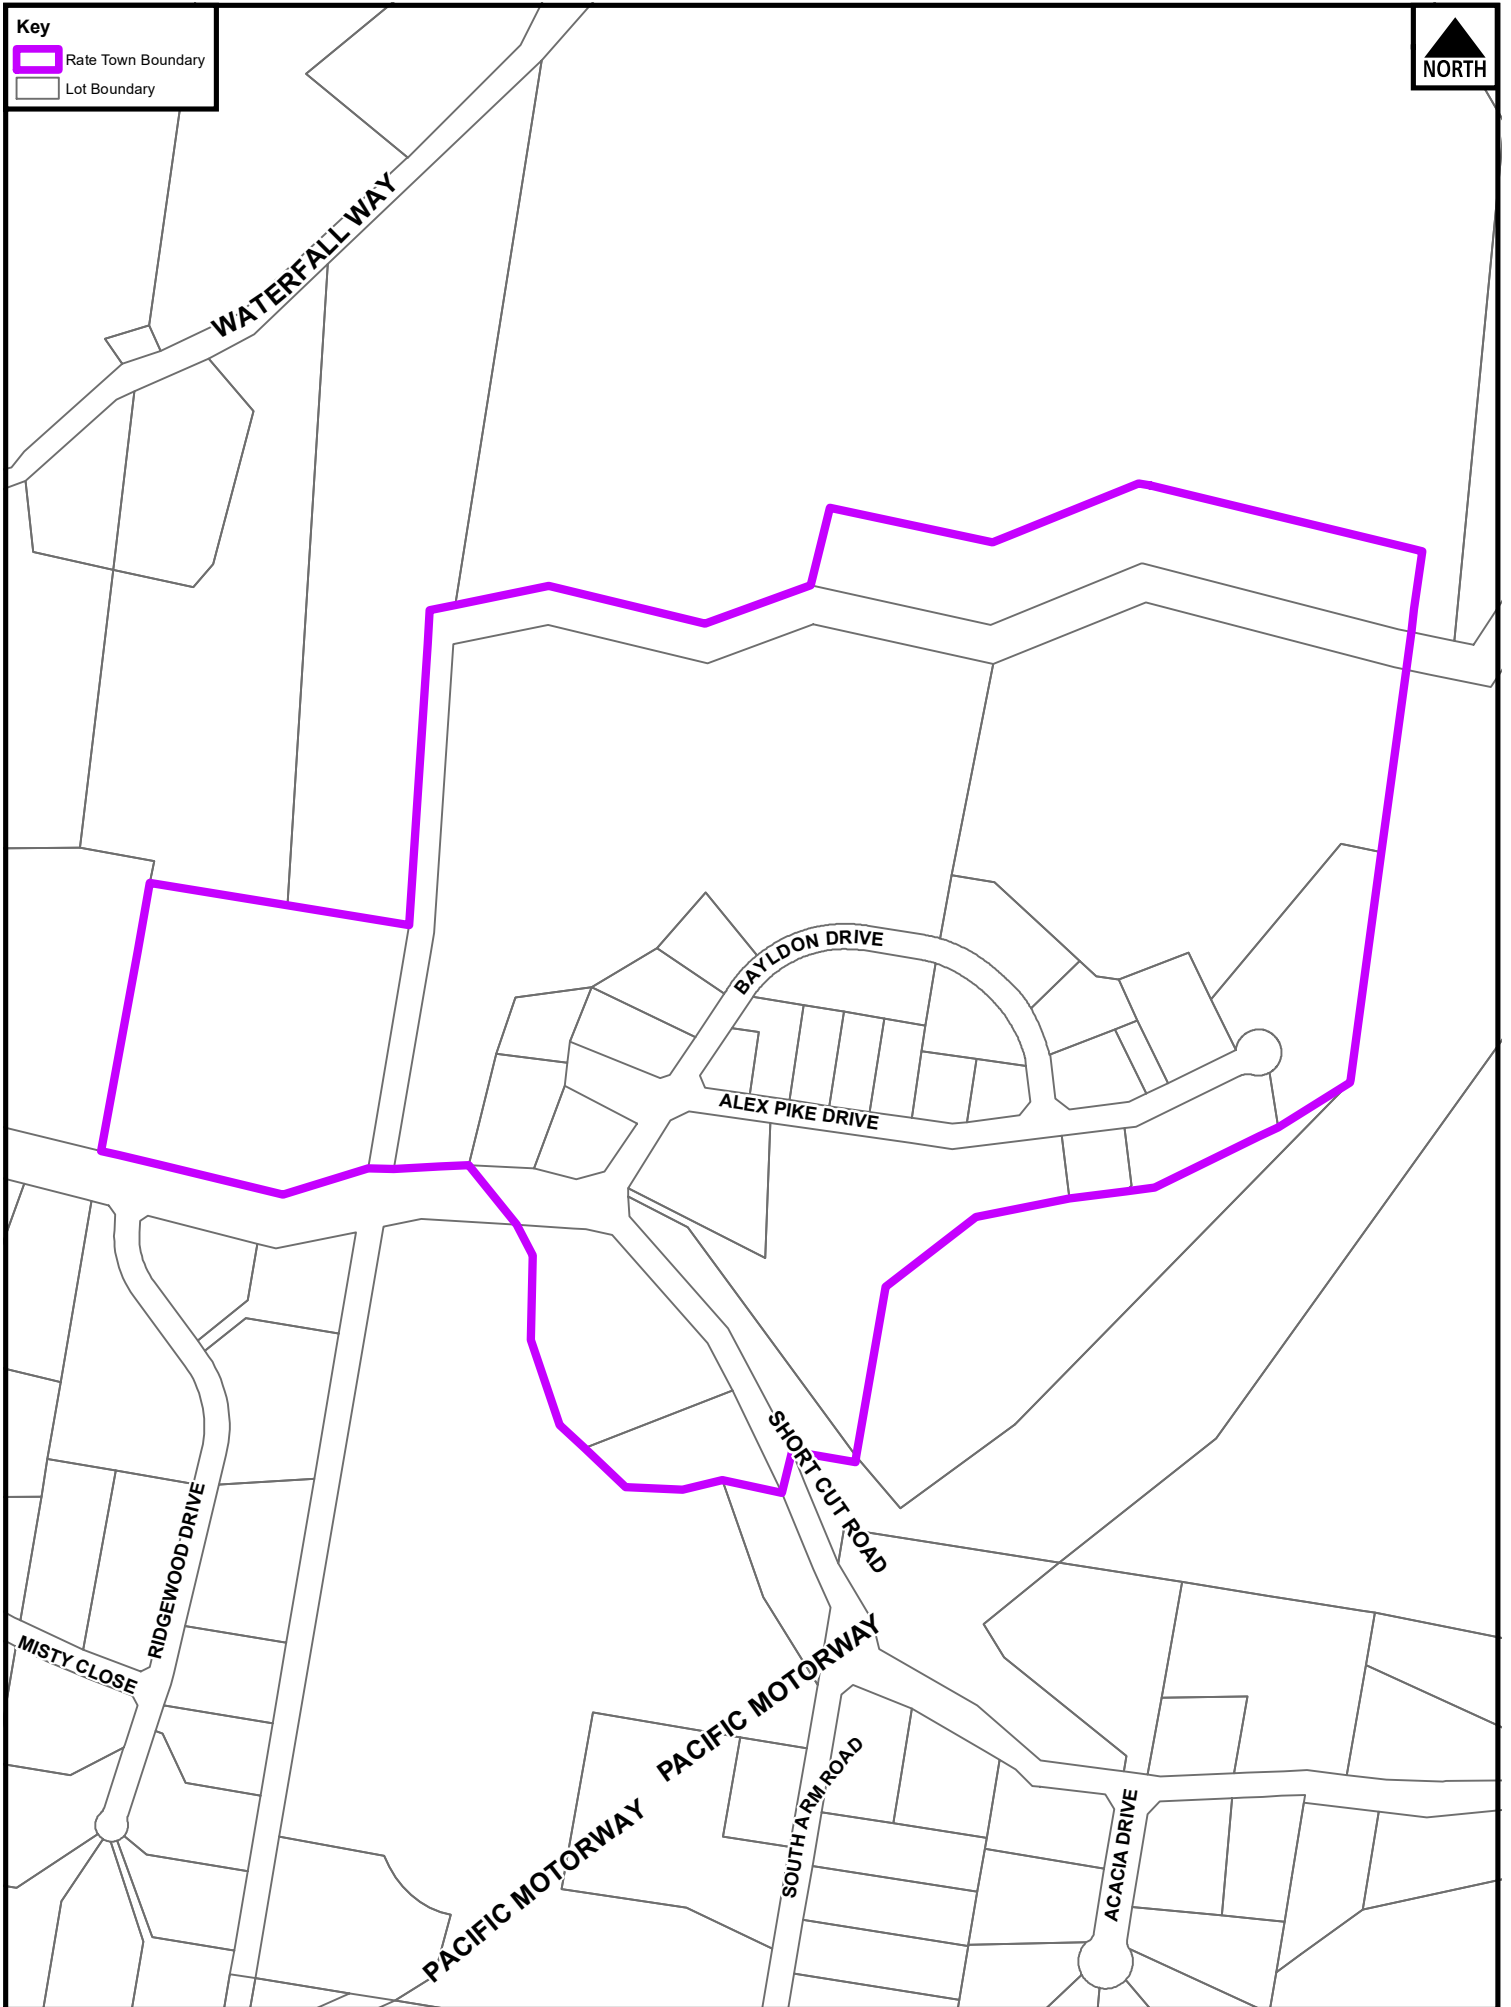 Key
Rate Town Boundary
Lot Boundary
NORTH
WATERFALL WAY
BAYLDON DRIVE
ALEX PIKE DRIVE
SHORT CUT ROAD
RIDGEWOOD DRIVE
MISTY CLOSE
PACIFIC MOTORWAY
SOUTH ARM ROAD
ACACIA DRIVE
PACIFIC MOTORWAY